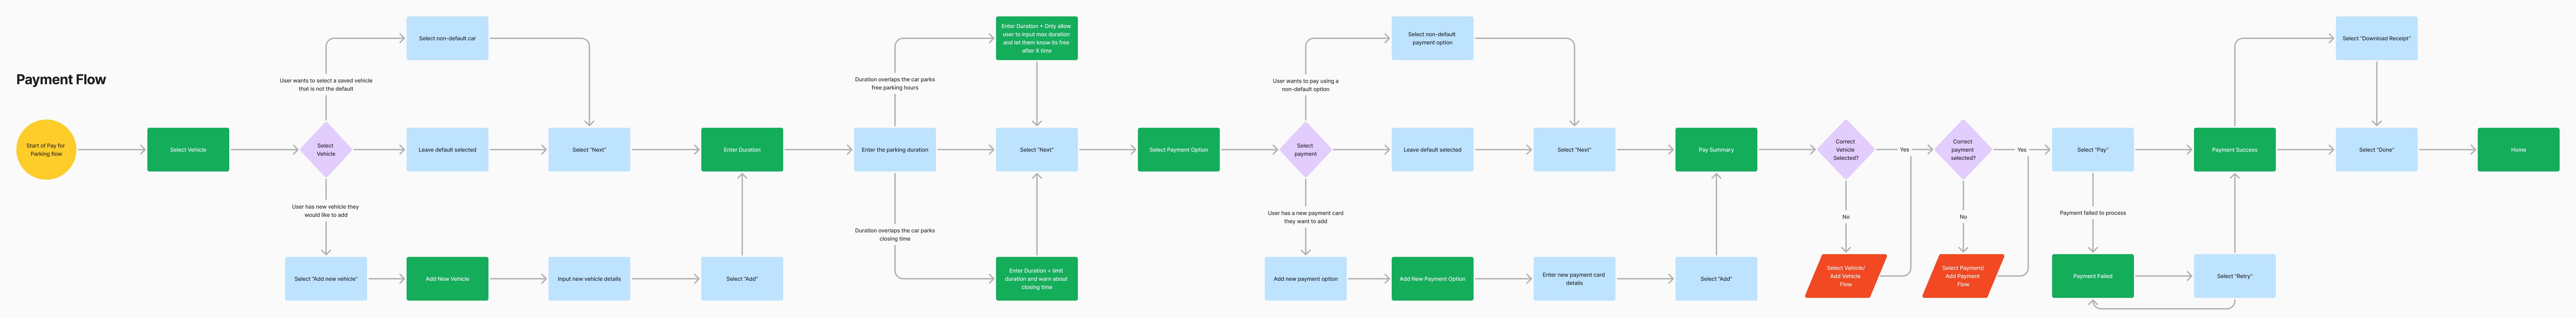 Payment Flow
Start of Pay for
Parking flow
Select Vehicle
Select
Vehicle
User wants to select a saved vehicle
that is not the default
Select non-default car
Leave default selected
Select "Next"
User has new vehicle they
would like to add
Select "Add new vehicle"
Add New Vehicle
Input new vehicle details
Select "Add"
Enter Duration
Enter the parking duration
Duration overlaps the car parks
free parking hours
Enter Duration + Only allow
user to input max duration
and let them know its free
after X time
Select "Next"
Duration overlaps the car parks
closing time
Enter Duration + limit
duration and warn about
closing time
Select Payment Option
Select
payment
User wants to pay using a
non-default option
Select non-default
payment option
Leave default selected
Select "Next"
User has a new payment card
they want to add
Add new payment option
Add New Payment Option
Enter new payment card
details
Select "Add"
Pay Summary
Correct
Vehicle
Selected?
Yes
No
Select Vehicle/
Add Vehicle
Flow
Correct
payment
selected?
Yes
No
Select Payment/
Add Payment
Flow
Select "Pay"
Payment failed to process
Payment Failed
Select "Retry"
Payment Success
Select "Download Receipt"
Select "Done"
Home